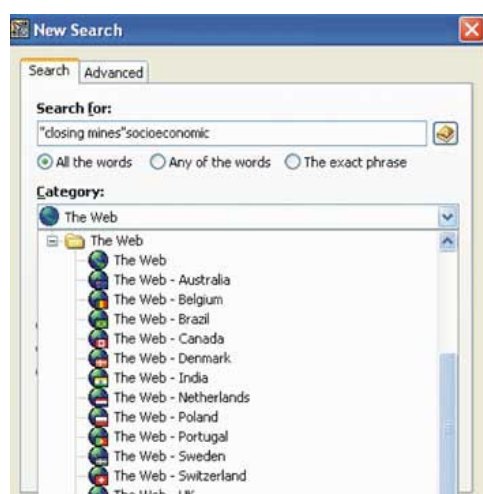 New Search
Search Advanced
Search for:
"closing mines"socioeconomic
All the words Any of the words The exact phrase
Category:
The Web
The Web
The Web
The Web - Australia
The Web - Belgium
The Web - Brazil
The Web - Canada
The Web - Denmark
The Web - India
The Web - Netherlands
The Web - Poland
The Web - Portugal
The Web - Sweden
The Web - Switzerland
The Web - UK